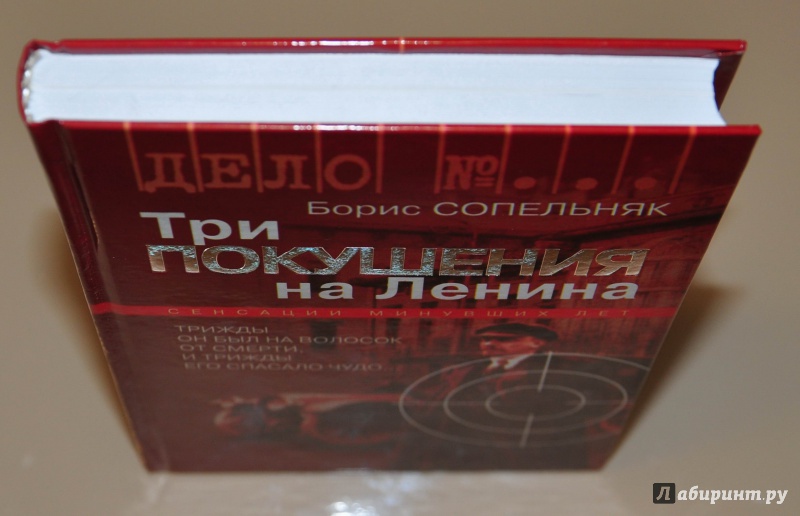 ДЕЛО №...
Борис СОПЕЛЬНЯК
Три
ПОКУШЕНИЯ
на Ленина
СЕНСАЦИИ МИНУВШИХ ЛЕТ
ТРИЖДЫ
ОН БЫЛ НА ВОЛОСОК
ОТ СМЕРТИ,
И ТРИЖДЫ
ЕГО СПАСАЛО ЧУДО...
Лабиринт.ру